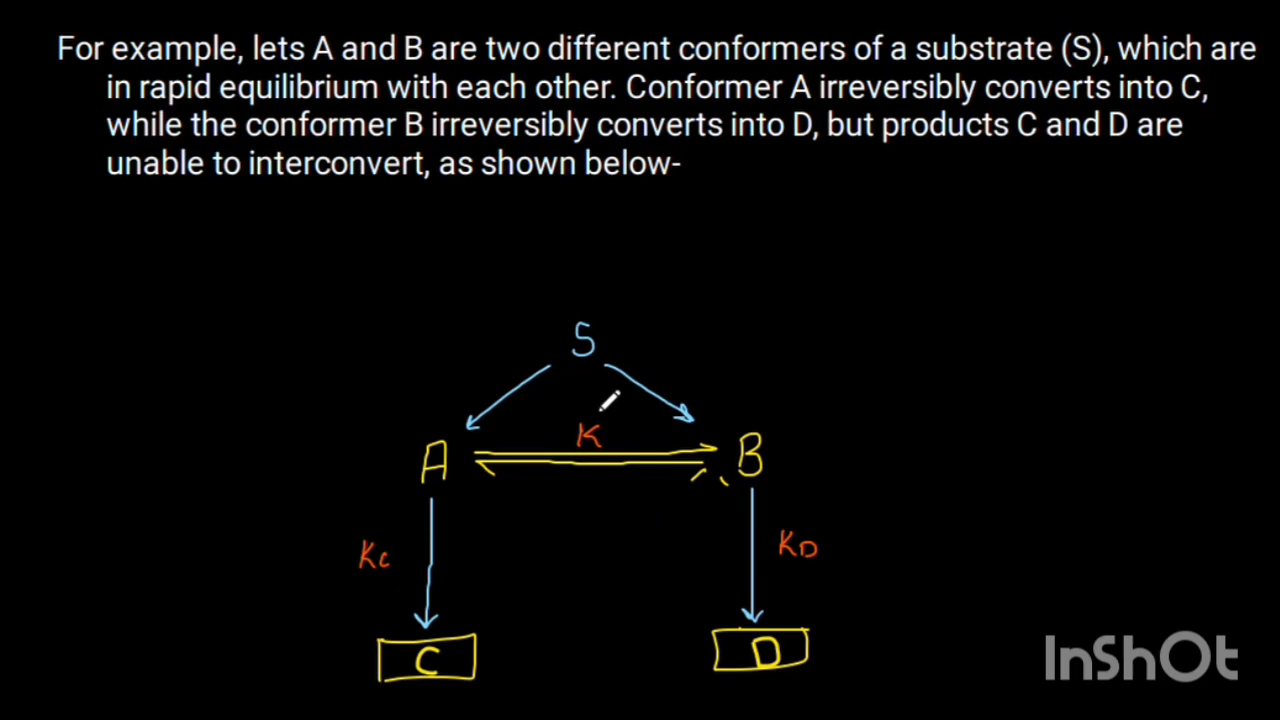 For example, lets A and B are two different conformers of a substrate (S), which are
in rapid equilibrium with each other. Conformer A irreversibly converts into C,
while the conformer B irreversibly converts into D, but products C and D are
unable to interconvert, as shown below-
S
K
A B
Kc KD
C D
InShOt